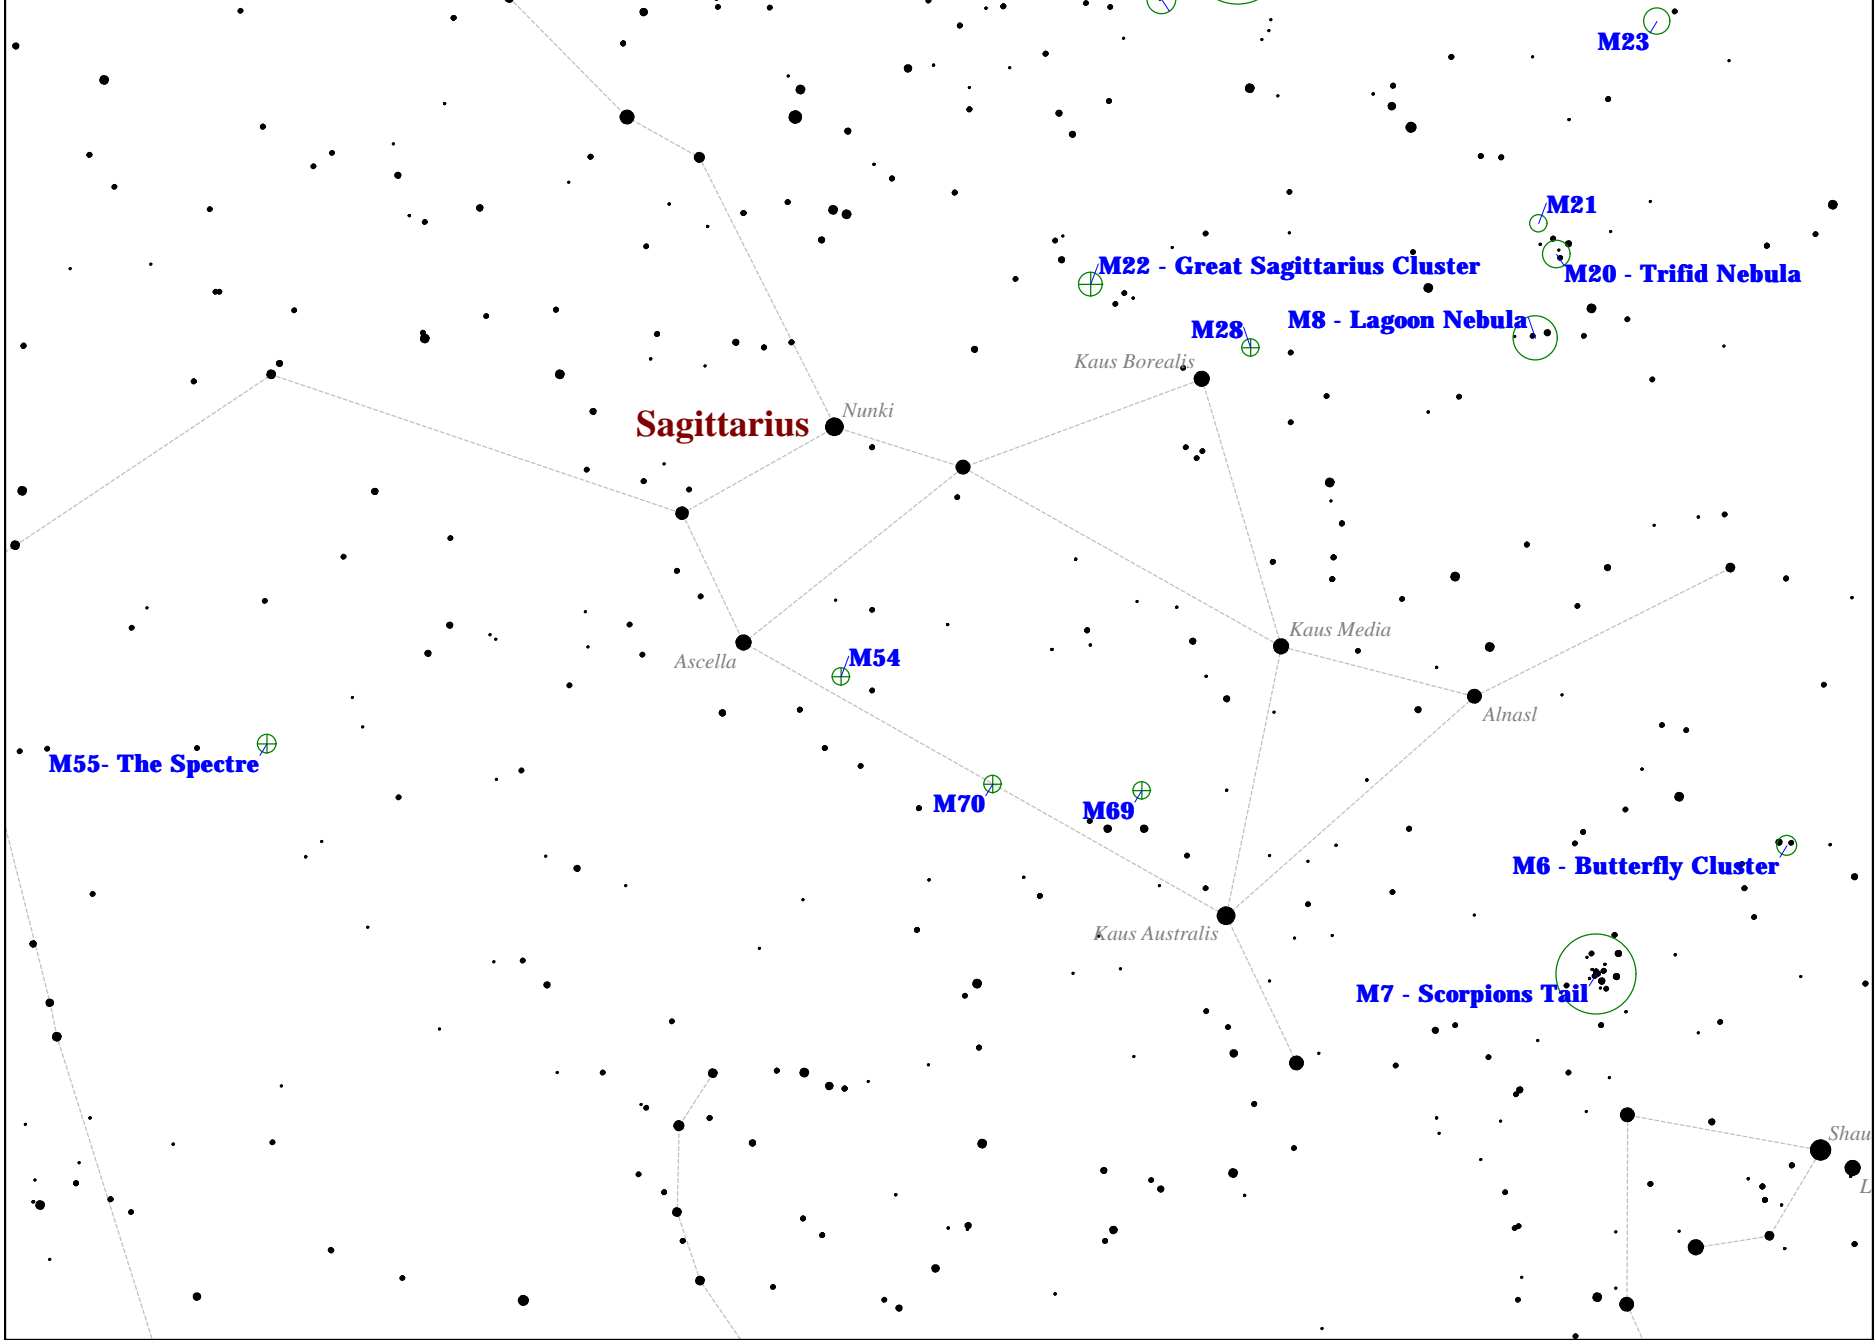 M23
M21
M22 - Great Sagittarius Cluster
M20 - Trifid Nebula
M8 - Lagoon Nebula
M28
Kaus Borealis
Nunki
Sagittarius
Kaus Media
M54
Ascella
Alnasl
M55- The Spectre
M70
M69
M6 - Butterfly Cluster
Kaus Australis
M7 - Scorpions Tail
Shau
L